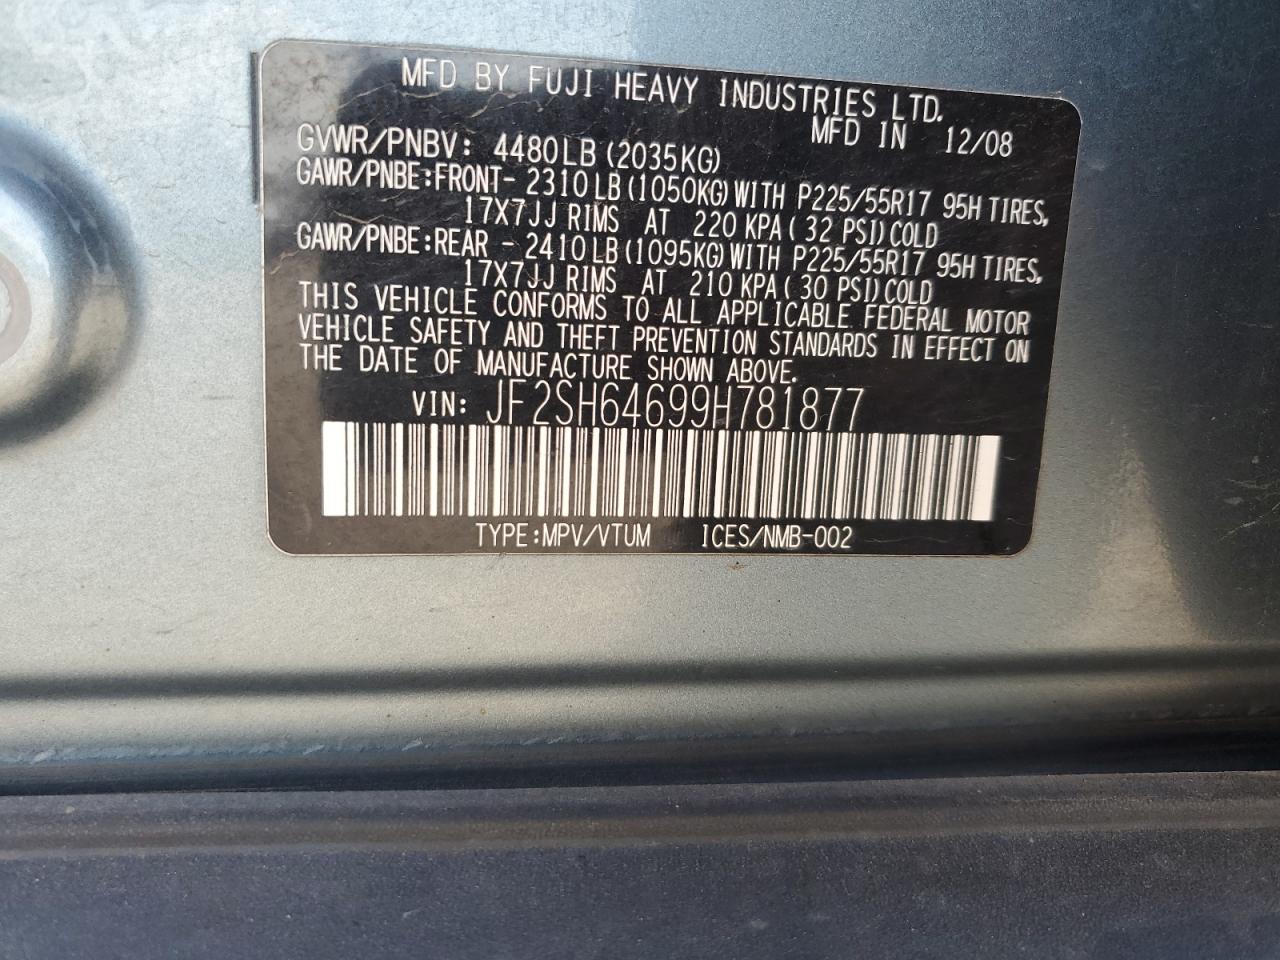 MFD BY FUJI HEAVY INDUSTRIES LTD.
MFD IN 12/08
GVWR/PNBV: 4480LB (2035KG)
GAWR/PNBE:FRONT- 2310LB (1050KG) WITH P225/55R17 95H TIRES,
17X7JJ RIMS AT 220 KPA ( 32 PSI) COLD
GAWR/PNBE:REAR - 2410LB (1095KG) WITH P225/55R17 95H TIRES,
17X7JJ RIMS AT 210 KPA ( 30 PSI) COLD
THIS VEHICLE CONFORMS TO ALL APPLICABLE FEDERAL MOTOR
VEHICLE SAFETY AND THEFT PREVENTION STANDARDS IN EFFECT ON
THE DATE OF MANUFACTURE SHOWN ABOVE.
VIN: JF2SH64699H781877
TYPE:MPV/VTUM ICES/NMB-002